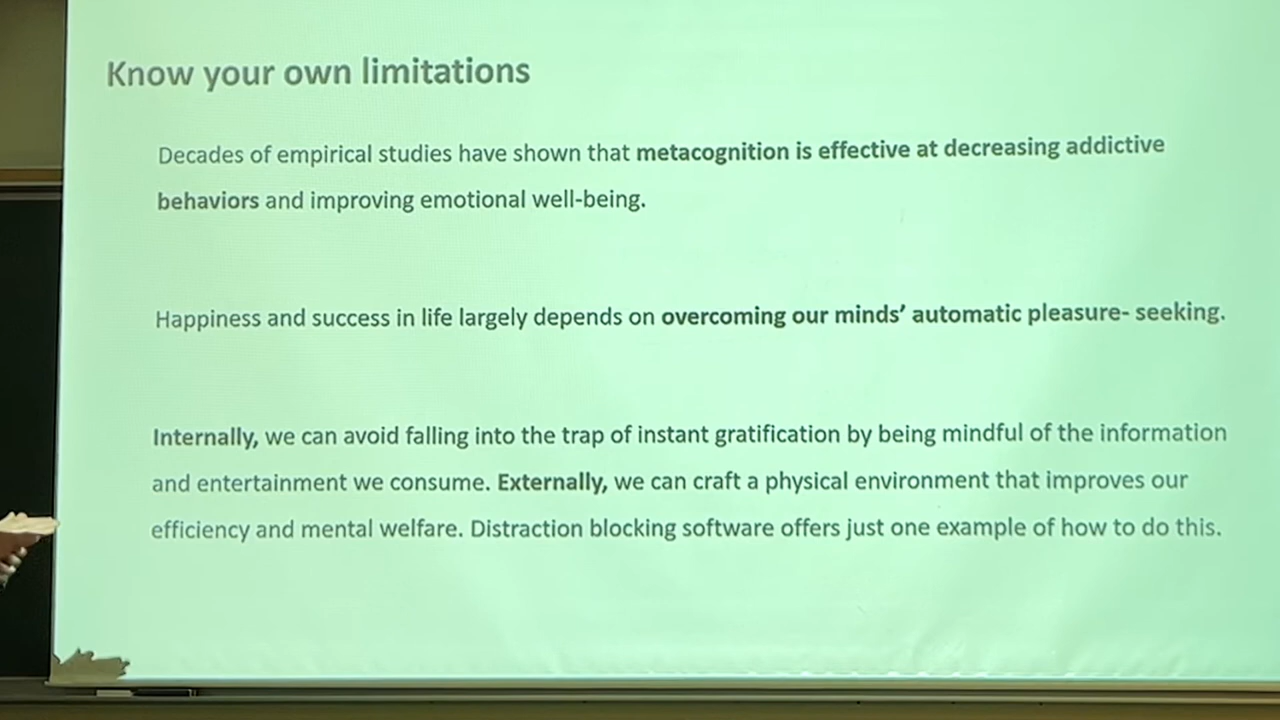 Know your own limitations
Decades of empirical studies have shown that metacognition is effective at decreasing addictive
behaviors and improving emotional well-being.
Happiness and success in life largely depends on overcoming our minds’ automatic pleasure- seeking.
Internally, we can avoid falling into the trap of instant gratification by being mindful of the information
and entertainment we consume. Externally, we can craft a physical environment that improves our
efficiency and mental welfare. Distraction blocking software offers just one example of how to do this.